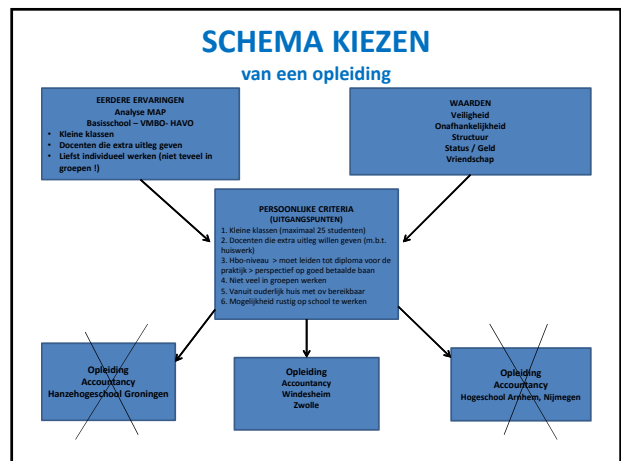 SCHEMA KIEZEN
van een opleiding
EERDERE ERVARINGEN
Analyse MAP
Basisschool – VMBO- HAVO
• Kleine klassen
• Docenten die extra uitleg geven
• Liefst individueel werken (niet teveel in
groepen !)
WAARDEN
Veiligheid
Onafhankelijkheid
Structuur
Status / Geld
Vriendschap
PERSOONLIJKE CRITERIA
(UITGANGSPUNTEN)
1. Kleine klassen (maximaal 25 studenten)
2. Docenten die extra uitleg willen geven (m.b.t.
huiswerk)
3. Hbo-niveau > moet leiden tot diploma voor de
praktijk > perspectief op goed betaalde baan
4. Niet veel in groepen werken
5. Vanuit ouderlijk huis met ov bereikbaar
6. Mogelijkheid rustig op school te werken
Opleiding
Accountancy
Hanzehogeschool Groningen
Opleiding
Accountancy
Windesheim
Zwolle
Opleiding
Accountancy
Hogeschool Arnhem, Nijmegen